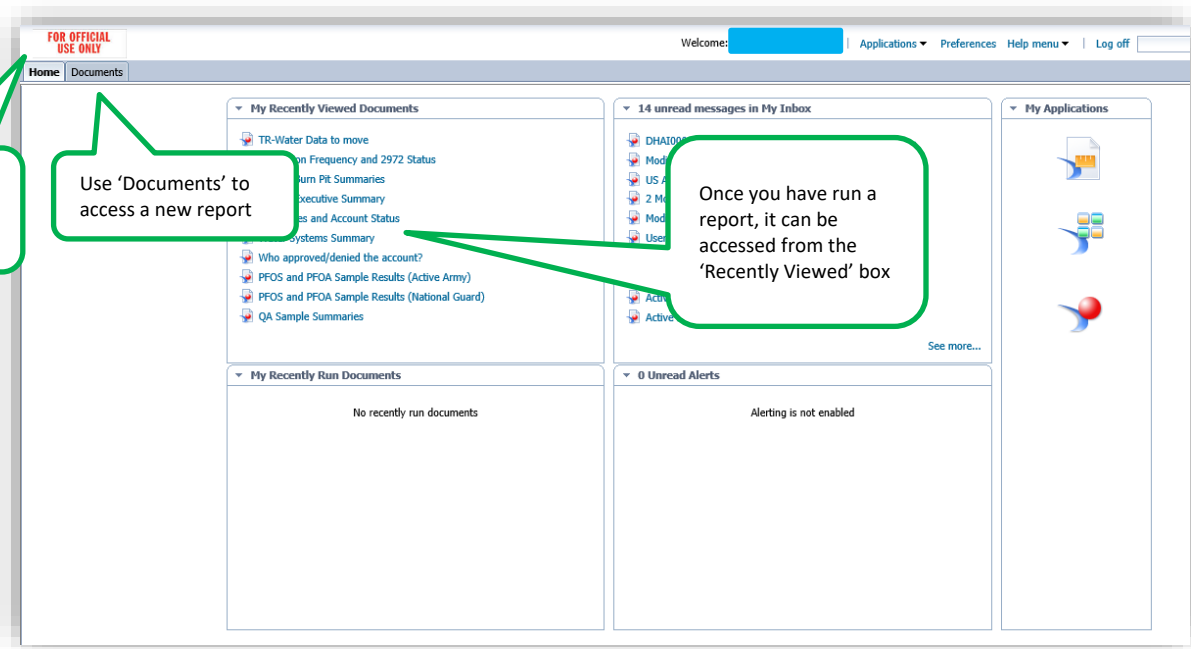 FOR OFFICIAL
USE ONLY
Welcome:
Applications
Preferences
Help menu
Log off
Home
Documents
My Recently Viewed Documents
TR-Water Data to move
on Frequency and 2972 Status
Burn Pit Summaries
Executive Summary
es and Account Status
Systems Summary
Who approved/denied the account?
PFOS and PFOA Sample Results (Active Army)
PFOS and PFOA Sample Results (National Guard)
QA Sample Summaries
Use ‘Documents’ to
access a new report
14 unread messages in My Inbox
US A
2 Mo
User
Active
See more...
Once you have run a
report, it can be
accessed from the
‘Recently Viewed’ box
My Applications
My Recently Run Documents
No recently run documents
0 Unread Alerts
Alerting is not enabled